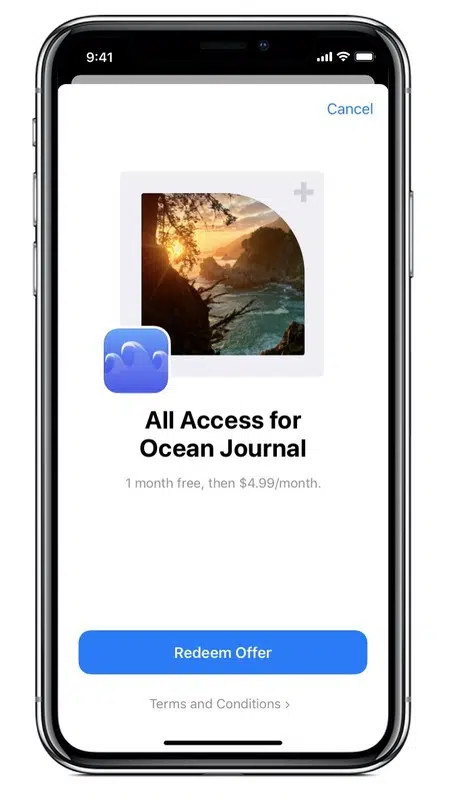 9:41
Cancel
All Access for
Ocean Journal
1 month free, then $4.99/month.
Redeem Offer
Terms and Conditions ›